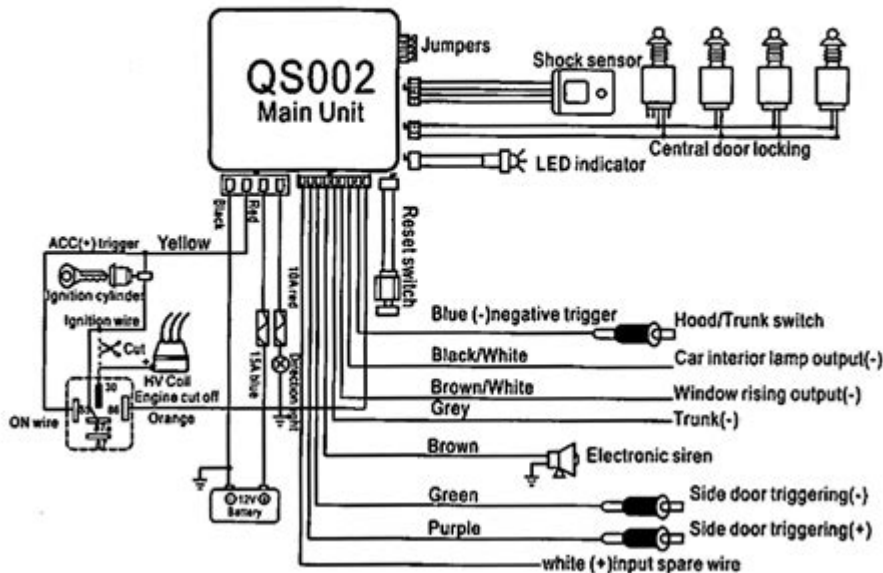 QS002
Main Unit
Jumpers
Shock sensor
Central door locking
LED indicator
Black
Red
Reset switch
ACC(+) trigger
Yellow
Ignition cylindet
Ignition wire
Cut
+
HV Coil
Engine cut off
30
86
ON wire
Orange
10A red
15A blue
12V
Battery
Blue (-)negative trigger
Hood/Trunk switch
Black/White
Car interior lamp output(-)
Brown/White
Window rising output(-)
Grey
Trunk(-)
Brown
Electronic siren
Green
Side door triggering(-)
Purple
Side door triggering(+)
white (+)Input spare wire